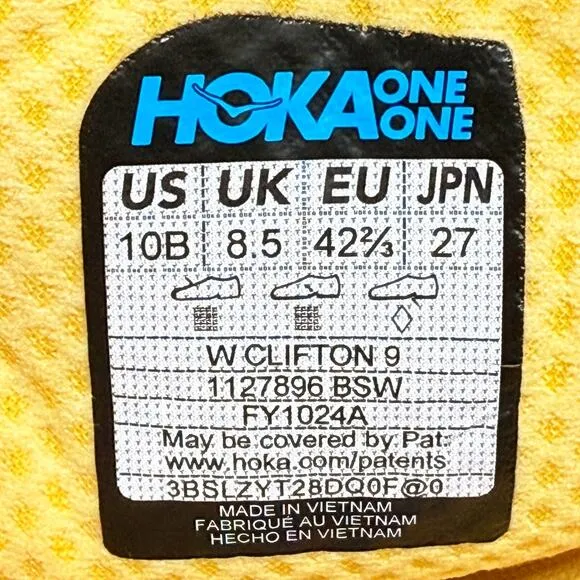 HOKA ONE ONE
US UK EU JPN
10B 8.5 42⅔ 27
W CLIFTON 9
1127896 BSW
FY1024A
May be covered by Pat:
www.hoka.com/patents
3BSLZYT28DQ0F@0
MADE IN VIETNAM
FABRIQUÉ AU VIETNAM
HECHO EN VIETNAM